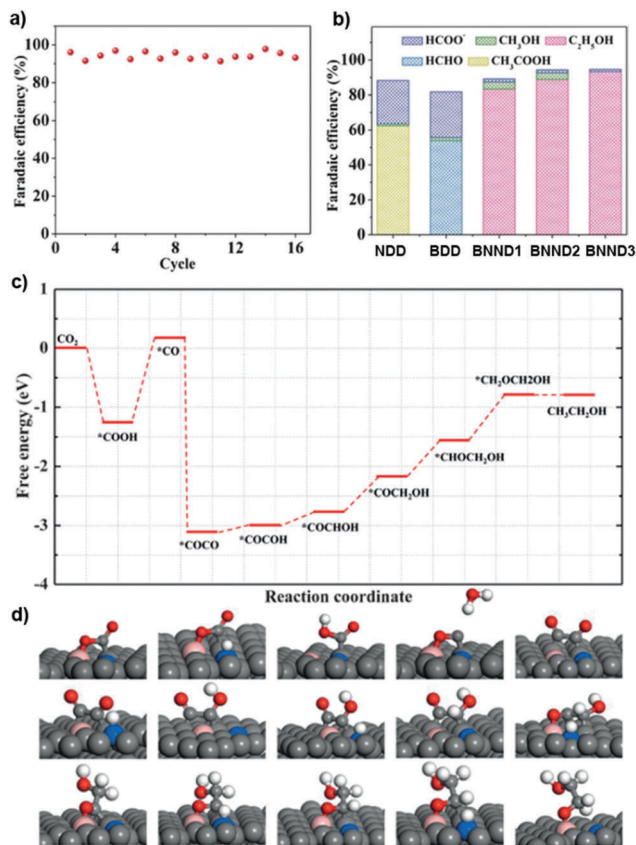 a)
Faradaic efficiency (%)
100
80
60
40
20
0
0
4
8
12
16
Cycle
b)
HCOO⁻ CH₃OH C₂H₅OH
HCHO CH₃COOH
Faradaic efficiency (%)
100
80
60
40
20
0
NDD BDD BNND1 BNND2 BNND3
c)
Free energy (eV)
1
0
-1
-2
-3
-4
CO₂
*COOH
*CO
*COCO
*COCOH
*COCHOH
*COCH₂OH
*CHOCH₂OH
*CH₂OCH2OH
CH₃CH₂OH
Reaction coordinate
d)